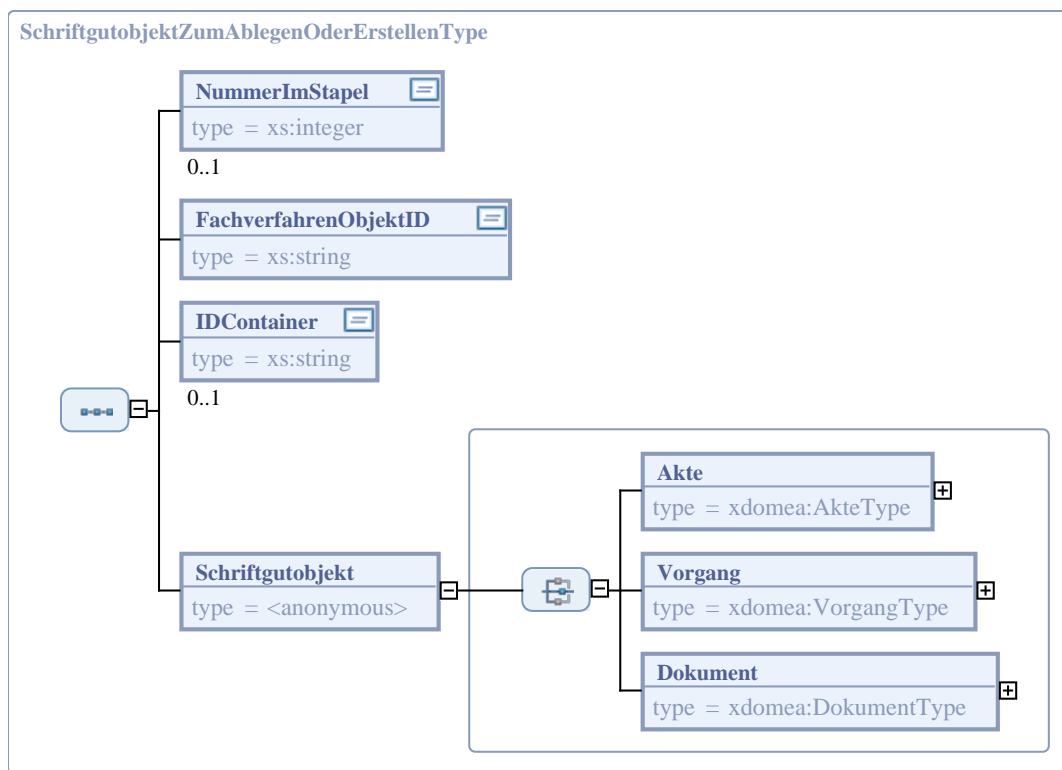 SchriftgutobjektZumAblegenOderErstellenType
NummerImStapel
type = xs:integer
0..1
FachverfahrenObjektID
type = xs:string
IDContainer
type = xs:string
0..1
Schriftgutobjekt
type = <anonymous>
Akte
type = xdomea:AkteType
Vorgang
type = xdomea:VorgangType
Dokument
type = xdomea:DokumentType